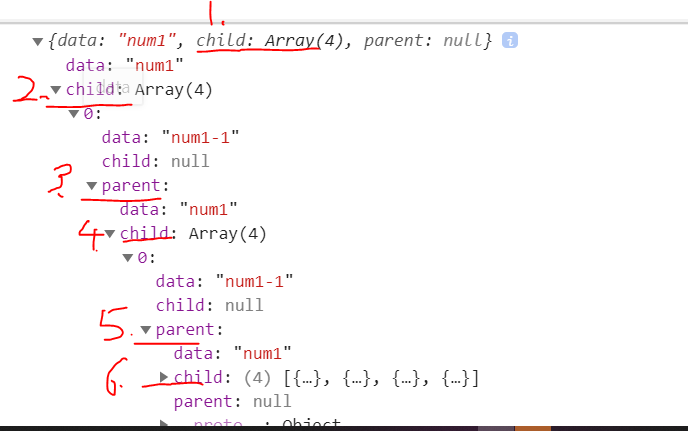 1.
▼{data: "num1", child: Array(4), parent: null} i
data: "num1"
2. ▼child: Array(4)
data
▼0:
data: "num1-1"
child: null
3. ▼parent:
data: "num1"
4. ▼child: Array(4)
▼0:
data: "num1-1"
child: null
5. ▼parent:
data: "num1"
6. ▶child: (4) [{…}, {…}, {…}, {…}]
parent: null
▶__proto__: Object